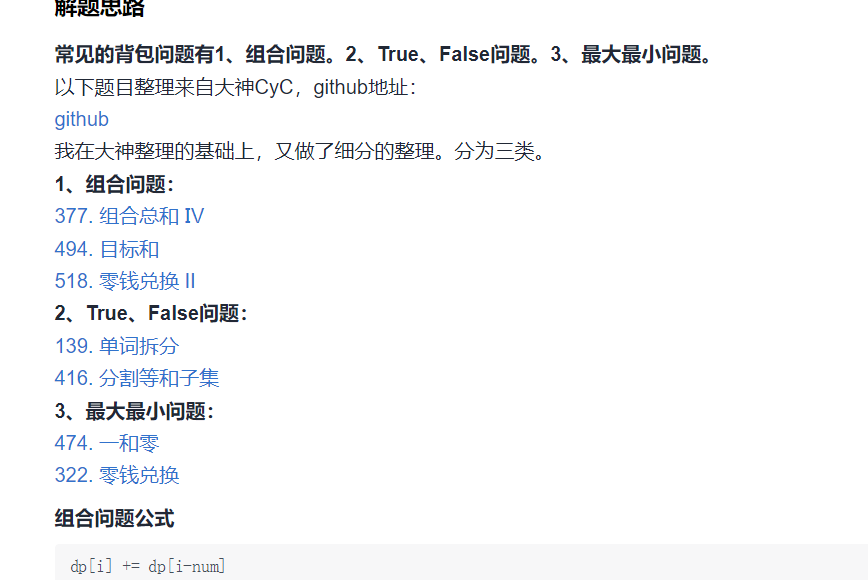 解题思路
常见的背包问题有1、组合问题。2、True、False问题。3、最大最小问题。
以下题目整理来自大神CyC，github地址：
github
我在大神整理的基础上，又做了细分的整理。分为三类。
1、组合问题：
377. 组合总和 IV
494. 目标和
518. 零钱兑换 II
2、True、False问题：
139. 单词拆分
416. 分割等和子集
3、最大最小问题：
474. 一和零
322. 零钱兑换
组合问题公式
dp[i] += dp[i-num]